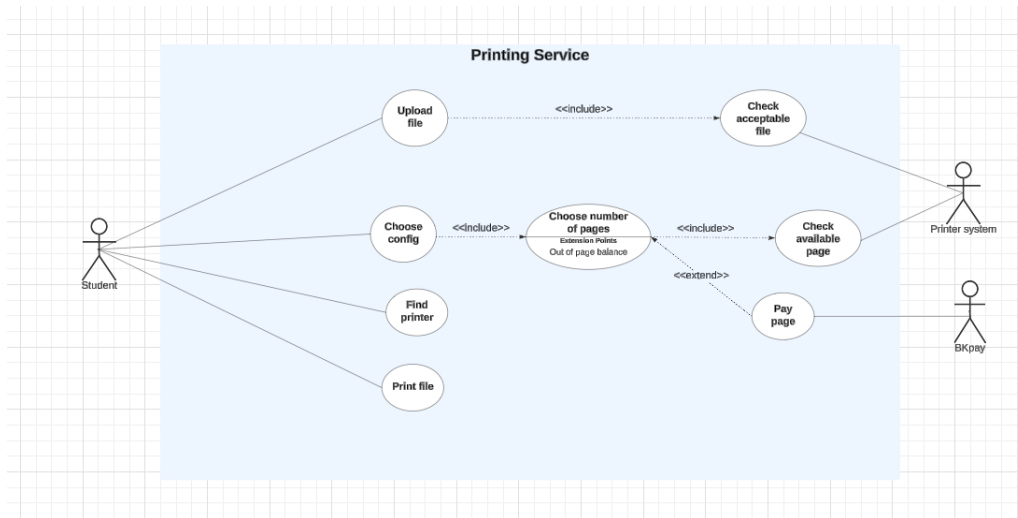 Printing Service
Upload
file
<<include>>
Check
acceptable
file
Student
Choose
config
<<include>>
Choose number
of pages
Extension Points
Out of page balance
<<include>>
Check
available
page
Printer system
<<extend>>
Find
printer
Pay
page
BKpay
Print file